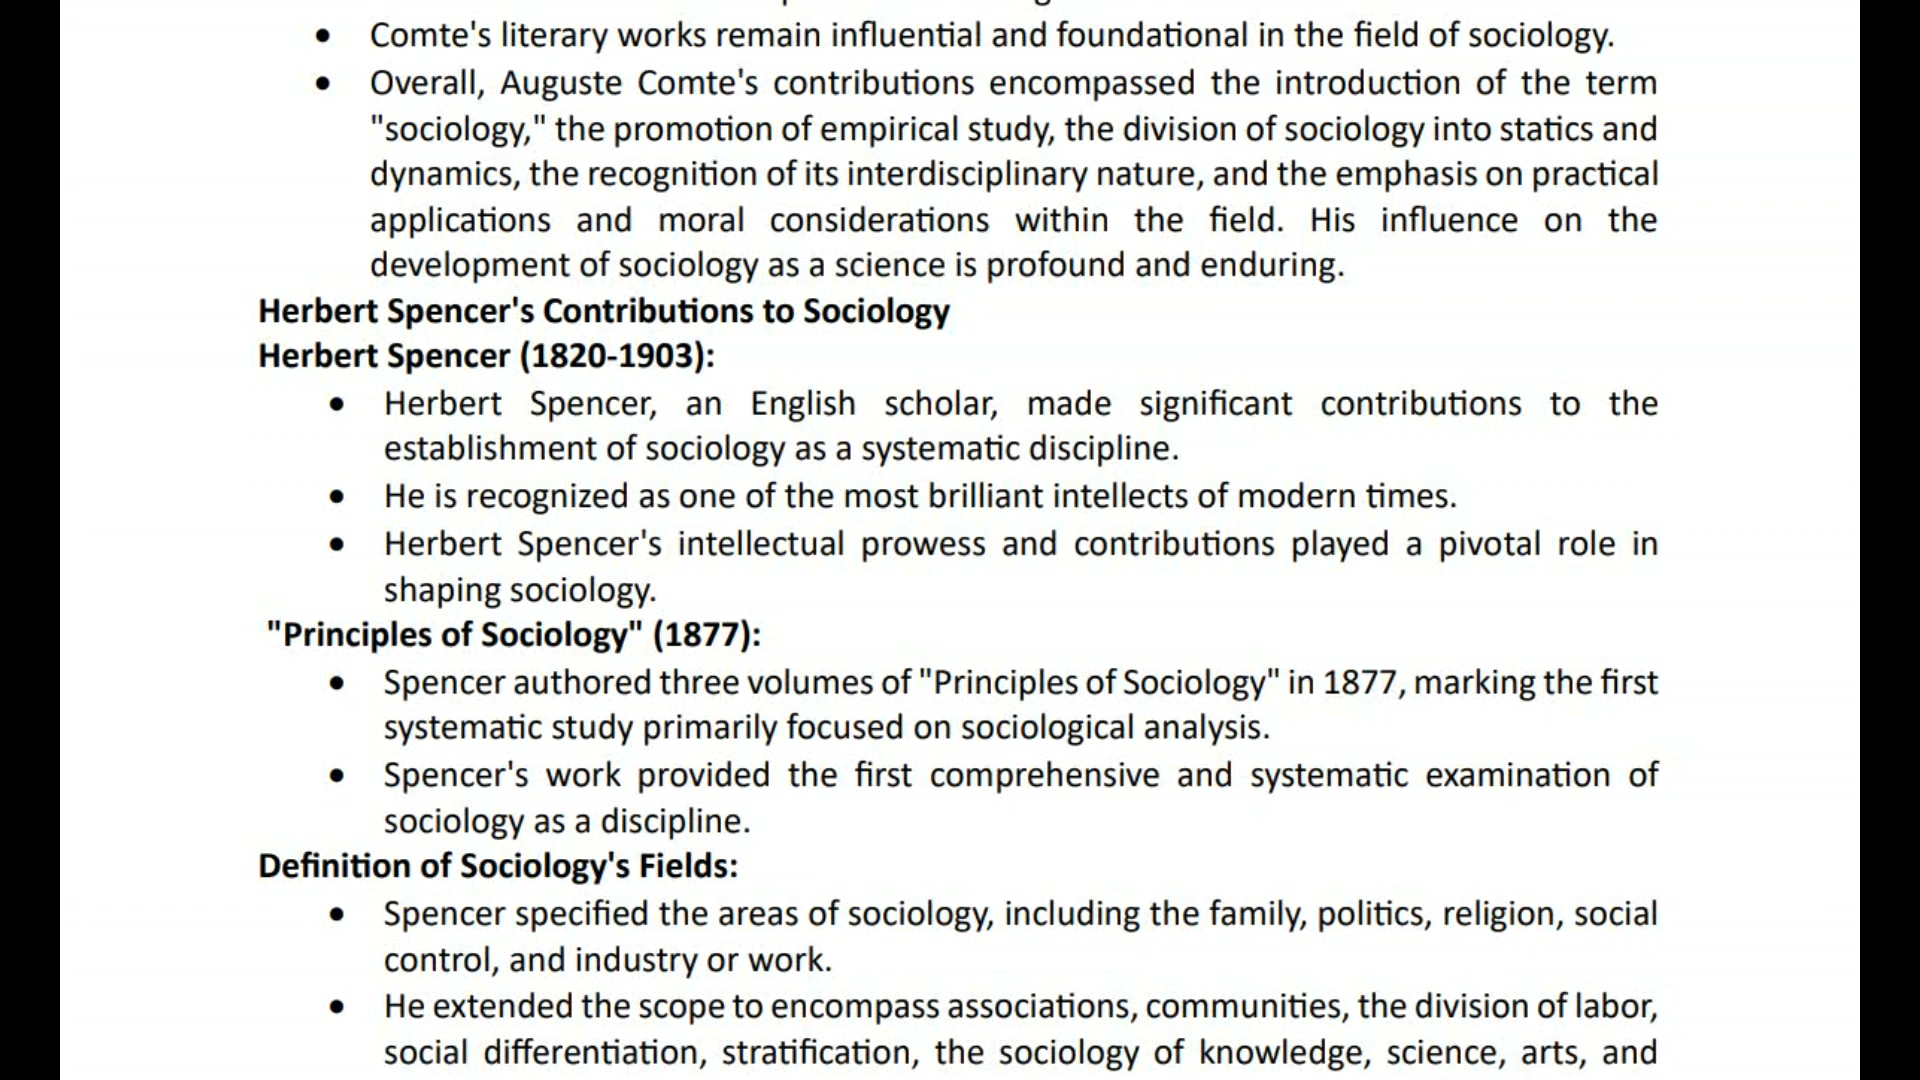 • Comte's literary works remain influential and foundational in the field of sociology.
• Overall, Auguste Comte's contributions encompassed the introduction of the term
"sociology," the promotion of empirical study, the division of sociology into statics and
dynamics, the recognition of its interdisciplinary nature, and the emphasis on practical
applications and moral considerations within the field. His influence on the
development of sociology as a science is profound and enduring.
Herbert Spencer's Contributions to Sociology
Herbert Spencer (1820-1903):
• Herbert Spencer, an English scholar, made significant contributions to the
establishment of sociology as a systematic discipline.
• He is recognized as one of the most brilliant intellects of modern times.
• Herbert Spencer's intellectual prowess and contributions played a pivotal role in
shaping sociology.
"Principles of Sociology" (1877):
• Spencer authored three volumes of "Principles of Sociology" in 1877, marking the first
systematic study primarily focused on sociological analysis.
• Spencer's work provided the first comprehensive and systematic examination of
sociology as a discipline.
Definition of Sociology's Fields:
• Spencer specified the areas of sociology, including the family, politics, religion, social
control, and industry or work.
• He extended the scope to encompass associations, communities, the division of labor,
social differentiation, stratification, the sociology of knowledge, science, arts, and